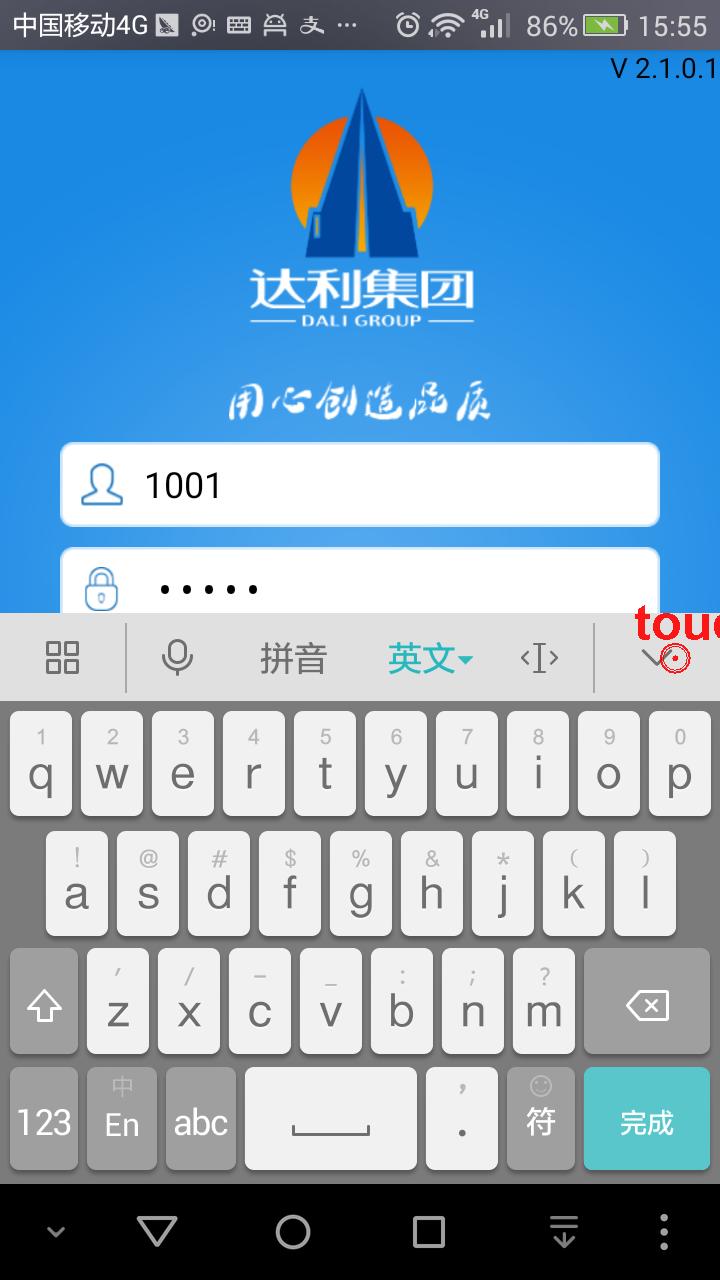 中国移动4G 4G 86% 15:55
V 2.1.0.1
达利集团
DALI GROUP
用心创造品质
1001
•••••
touc
拼音 英文
1 2 3 4 5 6 7 8 9 0
q w e r t y u i o p
! @ # $ % & * ( )
a s d f g h j k l
' / - _ : ; ?
z x c v b n m
中 ,
123 En abc . 符 完成